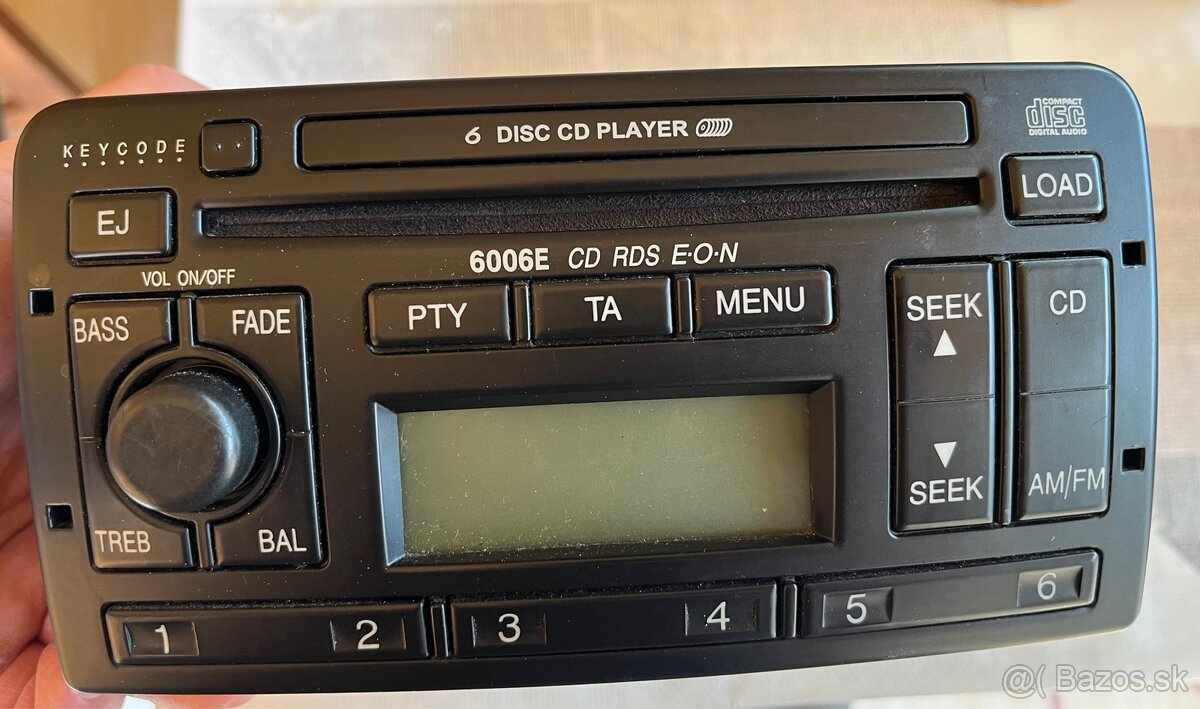 6 DISC CD PLAYER
COMPACT
disc
DIGITAL AUDIO
KEYCODE
EJ
LOAD
6006E CD RDS E·O·N
VOL ON/OFF
BASS
FADE
TREB
BAL
PTY
TA
MENU
SEEK
▲
▼
SEEK
CD
AM/FM
1
2
3
4
5
6
@( Bazos.sk